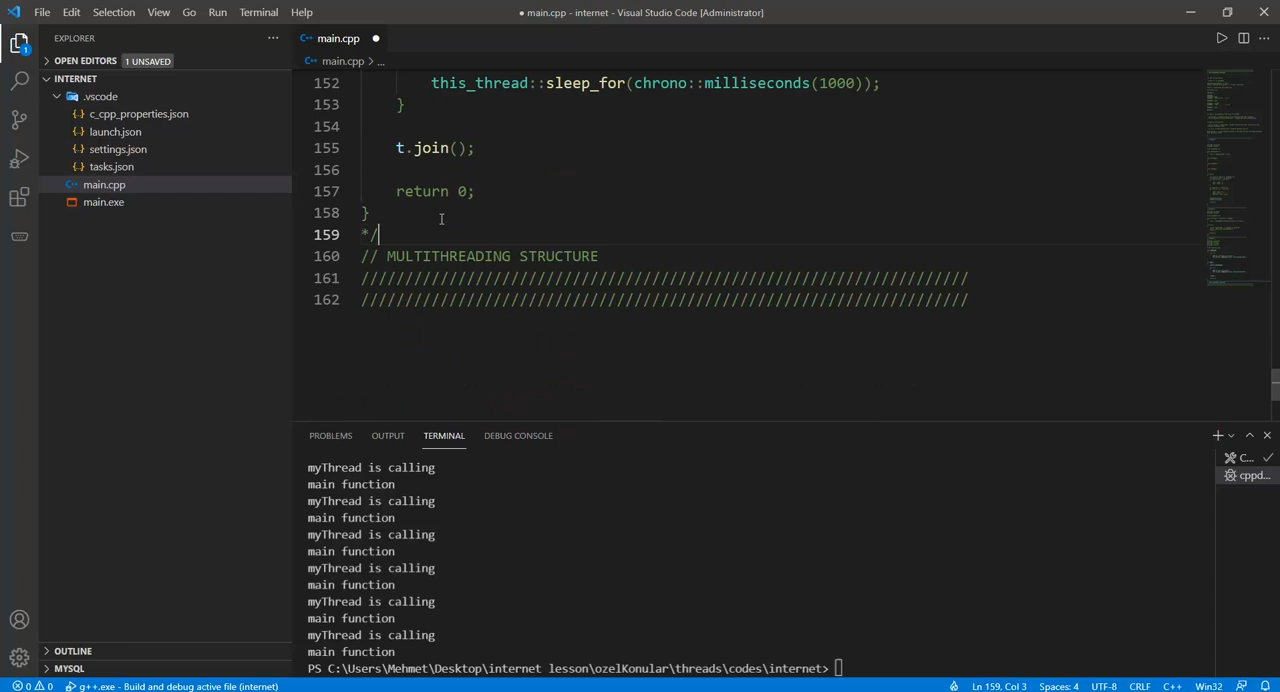 File Edit Selection View Go Run Terminal Help
● main.cpp - internet - Visual Studio Code [Administrator]
EXPLORER
OPEN EDITORS 1 UNSAVED
INTERNET
.vscode
c_cpp_properties.json
launch.json
settings.json
tasks.json
main.cpp
main.exe
OUTLINE
MYSQL
main.cpp
main.cpp > ...
152 this_thread::sleep_for(chrono::milliseconds(1000));
153 }
154
155 t.join();
156
157 return 0;
158 }
159 */
160 // MULTITHREADING STRUCTURE
161 /////////////////////////////////////////////////////////////////////
162 /////////////////////////////////////////////////////////////////////
PROBLEMS OUTPUT TERMINAL DEBUG CONSOLE
myThread is calling
main function
myThread is calling
main function
myThread is calling
main function
myThread is calling
main function
myThread is calling
main function
myThread is calling
main function
PS C:\Users\Mehmet\Desktop\internet lesson\ozelKonular\threads\codes\internet>
C...
cppd...
0 0 g++.exe - Build and debug active file (internet)
Ln 159, Col 3 Spaces: 4 UTF-8 CRLF C++ Win32